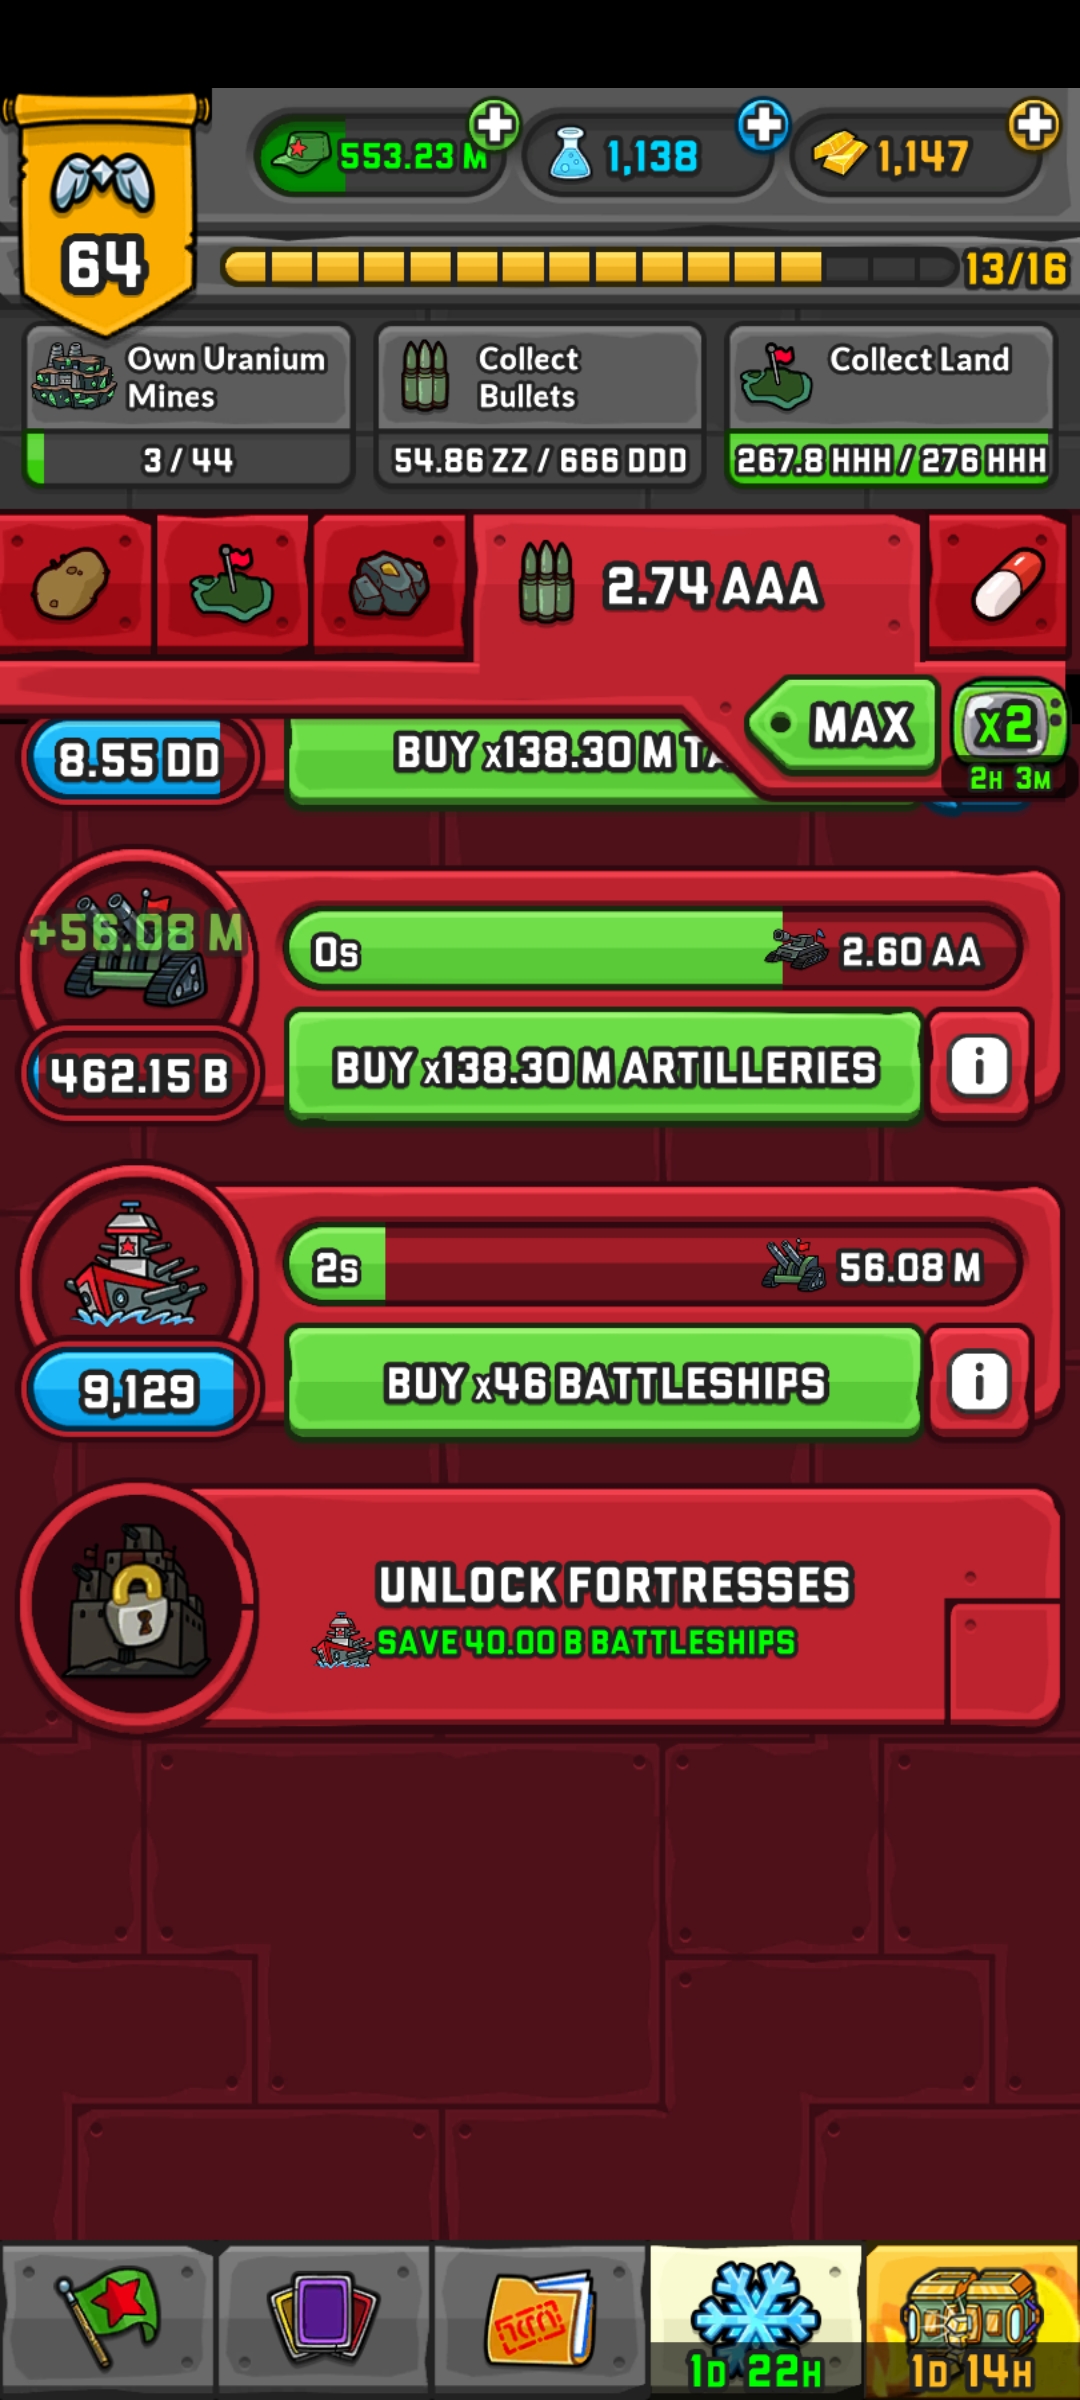 64
553.23 M
1,138
1,147
13/16
Own Uranium
Mines
3 / 44
Collect
Bullets
54.86 ZZ / 666 DDD
Collect Land
267.8 HHH / 276 HHH
2.74 AAA
MAX
X2
2H 3M
8.55 DD
BUY x138.30 M TA
+56.08 M
0s
2.60 AA
462.15 B
BUY x138.30 M ARTILLERIES
i
2s
56.08 M
9,129
BUY x46 BATTLESHIPS
i
UNLOCK FORTRESSES
SAVE 40.00 B BATTLESHIPS
1D 22H
1D 14H